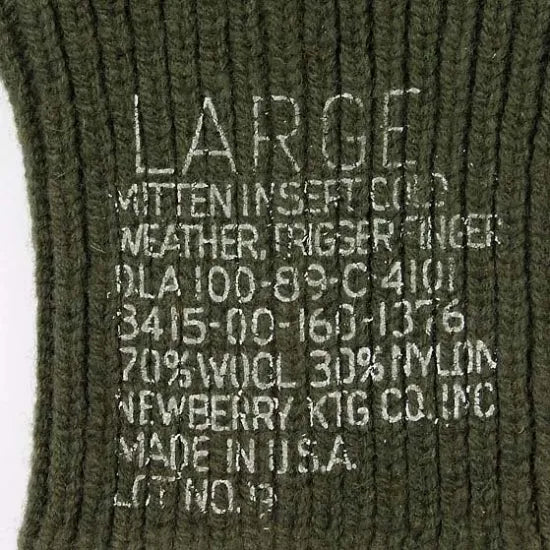 LARGE
MITTEN INSERT COLD
WEATHER, TRIGGER FINGER
DLA 100-89-C-4101
8415-00-160-1376
70% WOOL 30% NYLON
NEWBERRY KTG CO. INC
MADE IN U.S.A.
LOT NO. 9